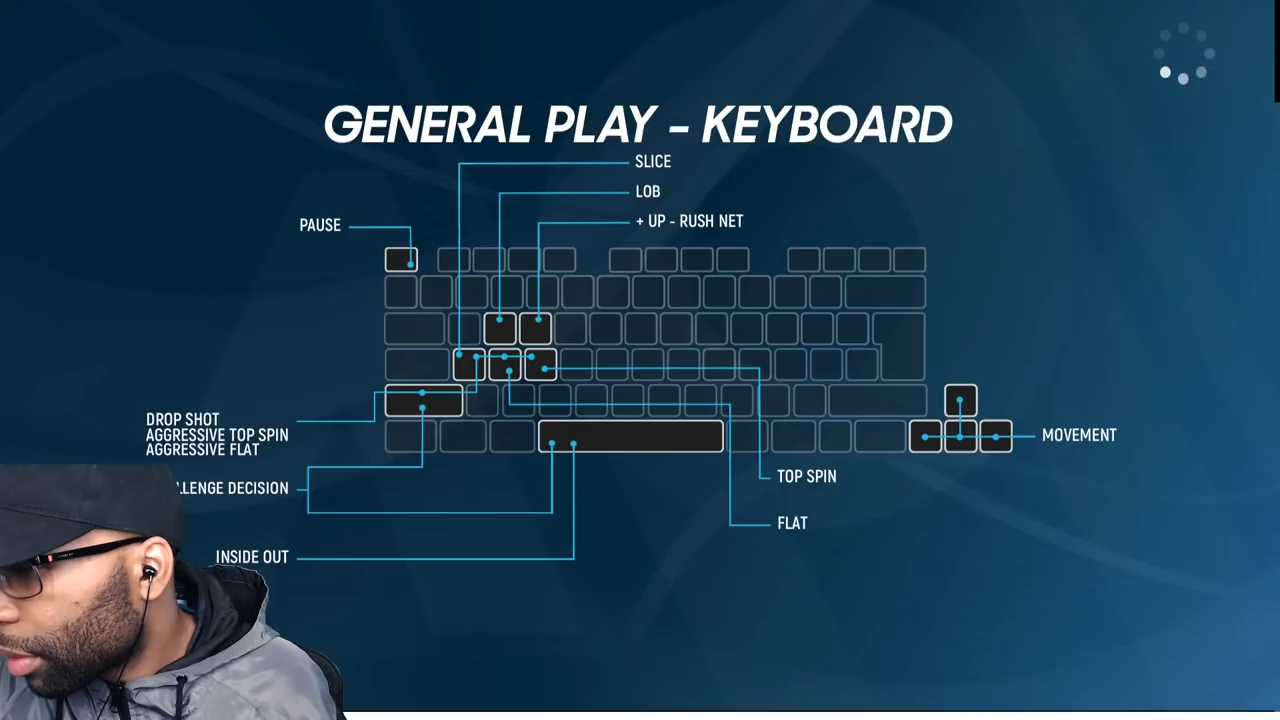 GENERAL PLAY - KEYBOARD
SLICE
LOB
+ UP - RUSH NET
PAUSE
DROP SHOT
AGGRESSIVE TOP SPIN
AGGRESSIVE FLAT
MOVEMENT
TOP SPIN
DECISION
FLAT
INSIDE OUT